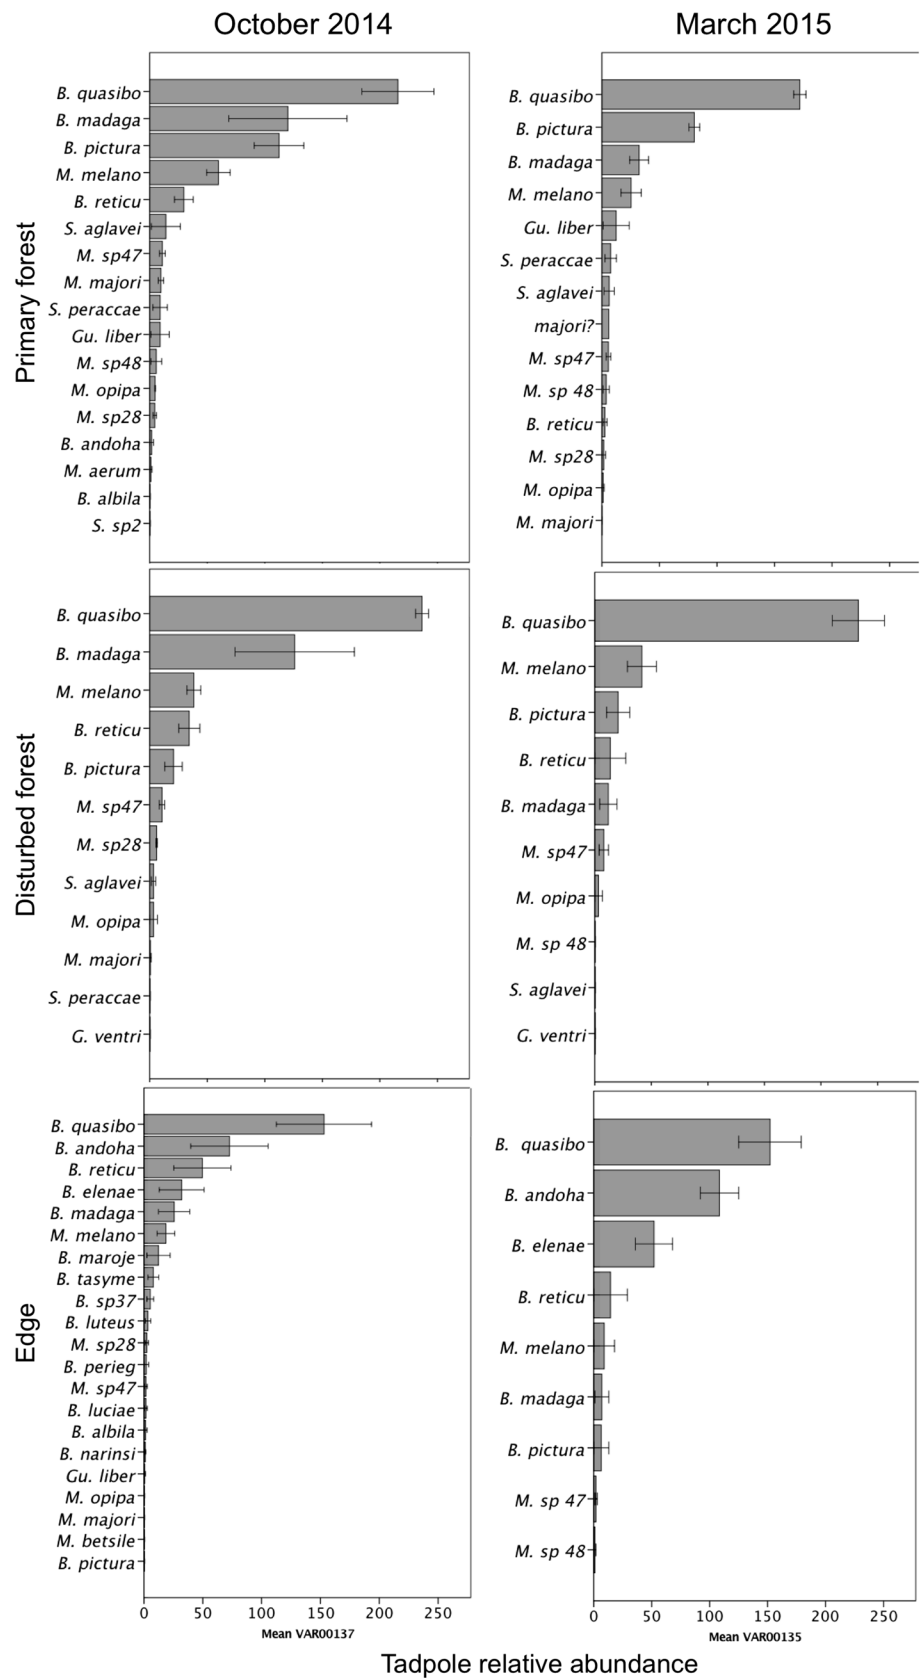 October 2014
March 2015
Primary forest
B. quasibo
B. madaga
B. pictura
M. melano
B. reticu
S. aglavei
M. sp47
M. majori
S. peraccae
Gu. liber
M. sp48
M. opipa
M. sp28
B. andoha
M. aerum
B. albila
S. sp2
B. quasibo
B. pictura
B. madaga
M. melano
Gu. liber
S. peraccae
S. aglavei
majori?
M. sp47
M. sp 48
B. reticu
M. sp28
M. opipa
M. majori
Disturbed forest
B. quasibo
B. madaga
M. melano
B. reticu
B. pictura
M. sp47
M. sp28
S. aglavei
M. opipa
M. majori
S. peraccae
G. ventri
B. quasibo
M. melano
B. pictura
B. reticu
B. madaga
M. sp47
M. opipa
M. sp 48
S. aglavei
G. ventri
Edge
B. quasibo
B. andoha
B. reticu
B. elenae
B. madaga
M. melano
B. maroje
B. tasyme
B. sp37
B. luteus
M. sp28
B. perieg
M. sp47
B. luciae
B. albila
B. narinsi
Gu. liber
M. opipa
M. majori
M. betsile
B. pictura
0 50 100 150 200 250
Mean VAR00137
B. quasibo
B. andoha
B. elenae
B. reticu
M. melano
B. madaga
B. pictura
M. sp 47
M. sp 48
0 50 100 150 200 250
Mean VAR00135
Tadpole relative abundance